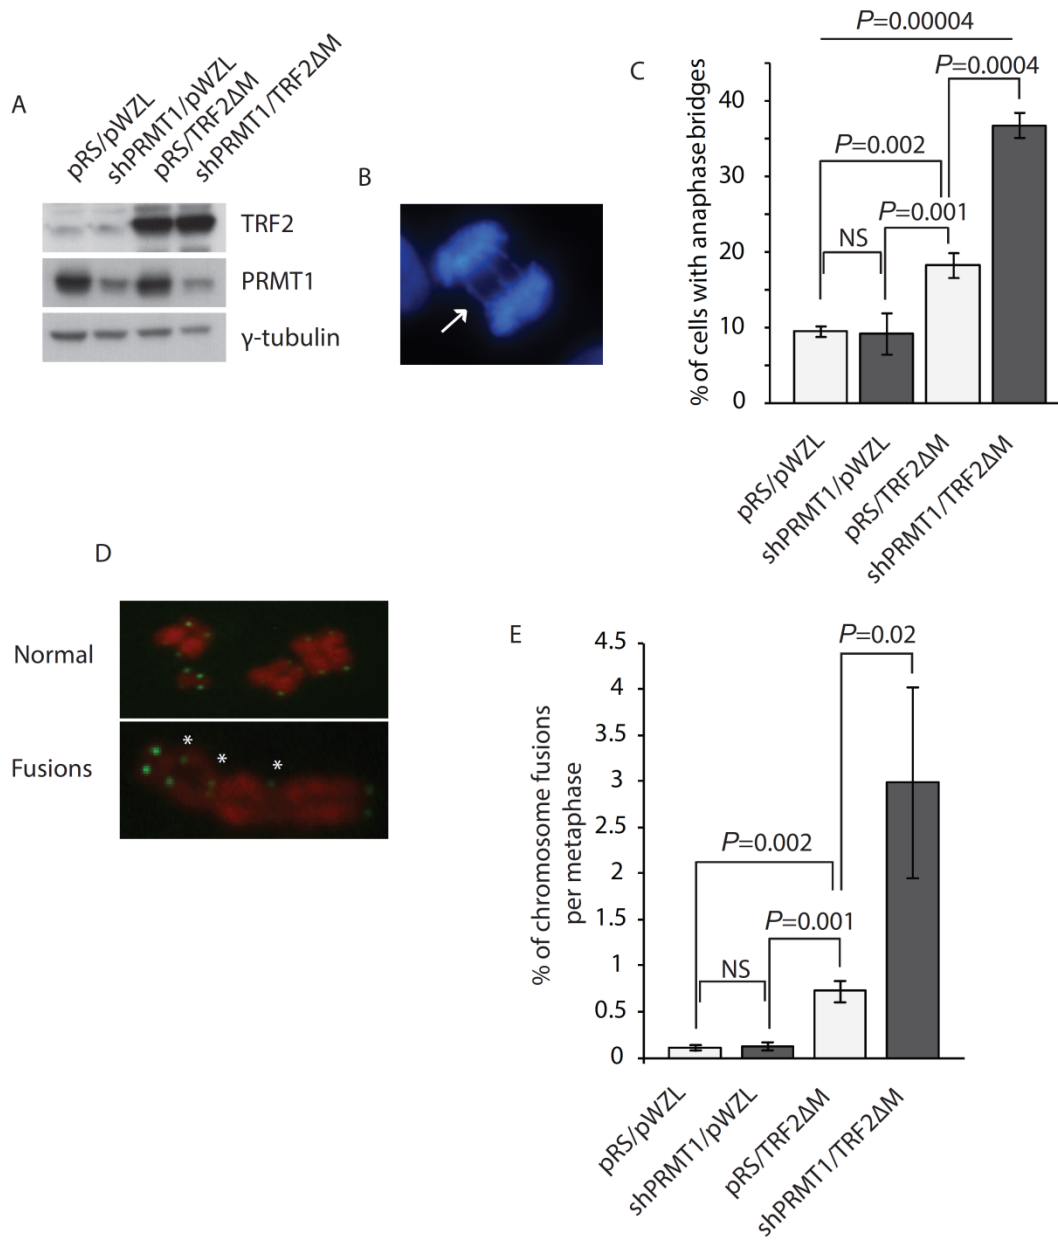 A
pRS/pWZL
shPRMT1/pWZL
pRS/TRF2ΔM
shPRMT1/TRF2ΔM
TRF2
PRMT1
γ-tubulin
B
C
P=0.00004
P=0.0004
P=0.002
P=0.001
NS
% of cells with anaphase bridges
40
30
20
10
0
pRS/pWZL
shPRMT1/pWZL
pRS/TRF2ΔM
shPRMT1/TRF2ΔM
D
Normal
Fusions
* * *
E
P=0.02
P=0.002
P=0.001
NS
% of chromosome fusions
per metaphase
4.5
4
3.5
3
2.5
2
1.5
1
0.5
0
pRS/pWZL
shPRMT1/pWZL
pRS/TRF2ΔM
shPRMT1/TRF2ΔM